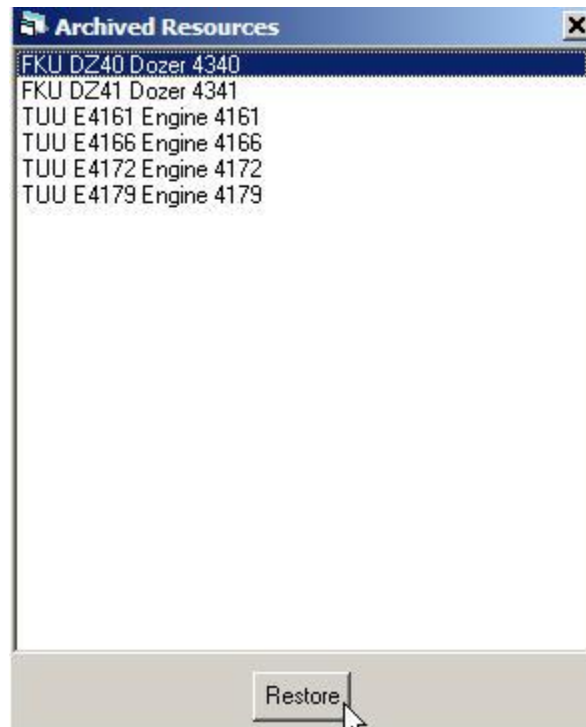 Archived Resources
FKU DZ40 Dozer 4340
FKU DZ41 Dozer 4341
TUU E4161 Engine 4161
TUU E4166 Engine 4166
TUU E4172 Engine 4172
TUU E4179 Engine 4179
Restore